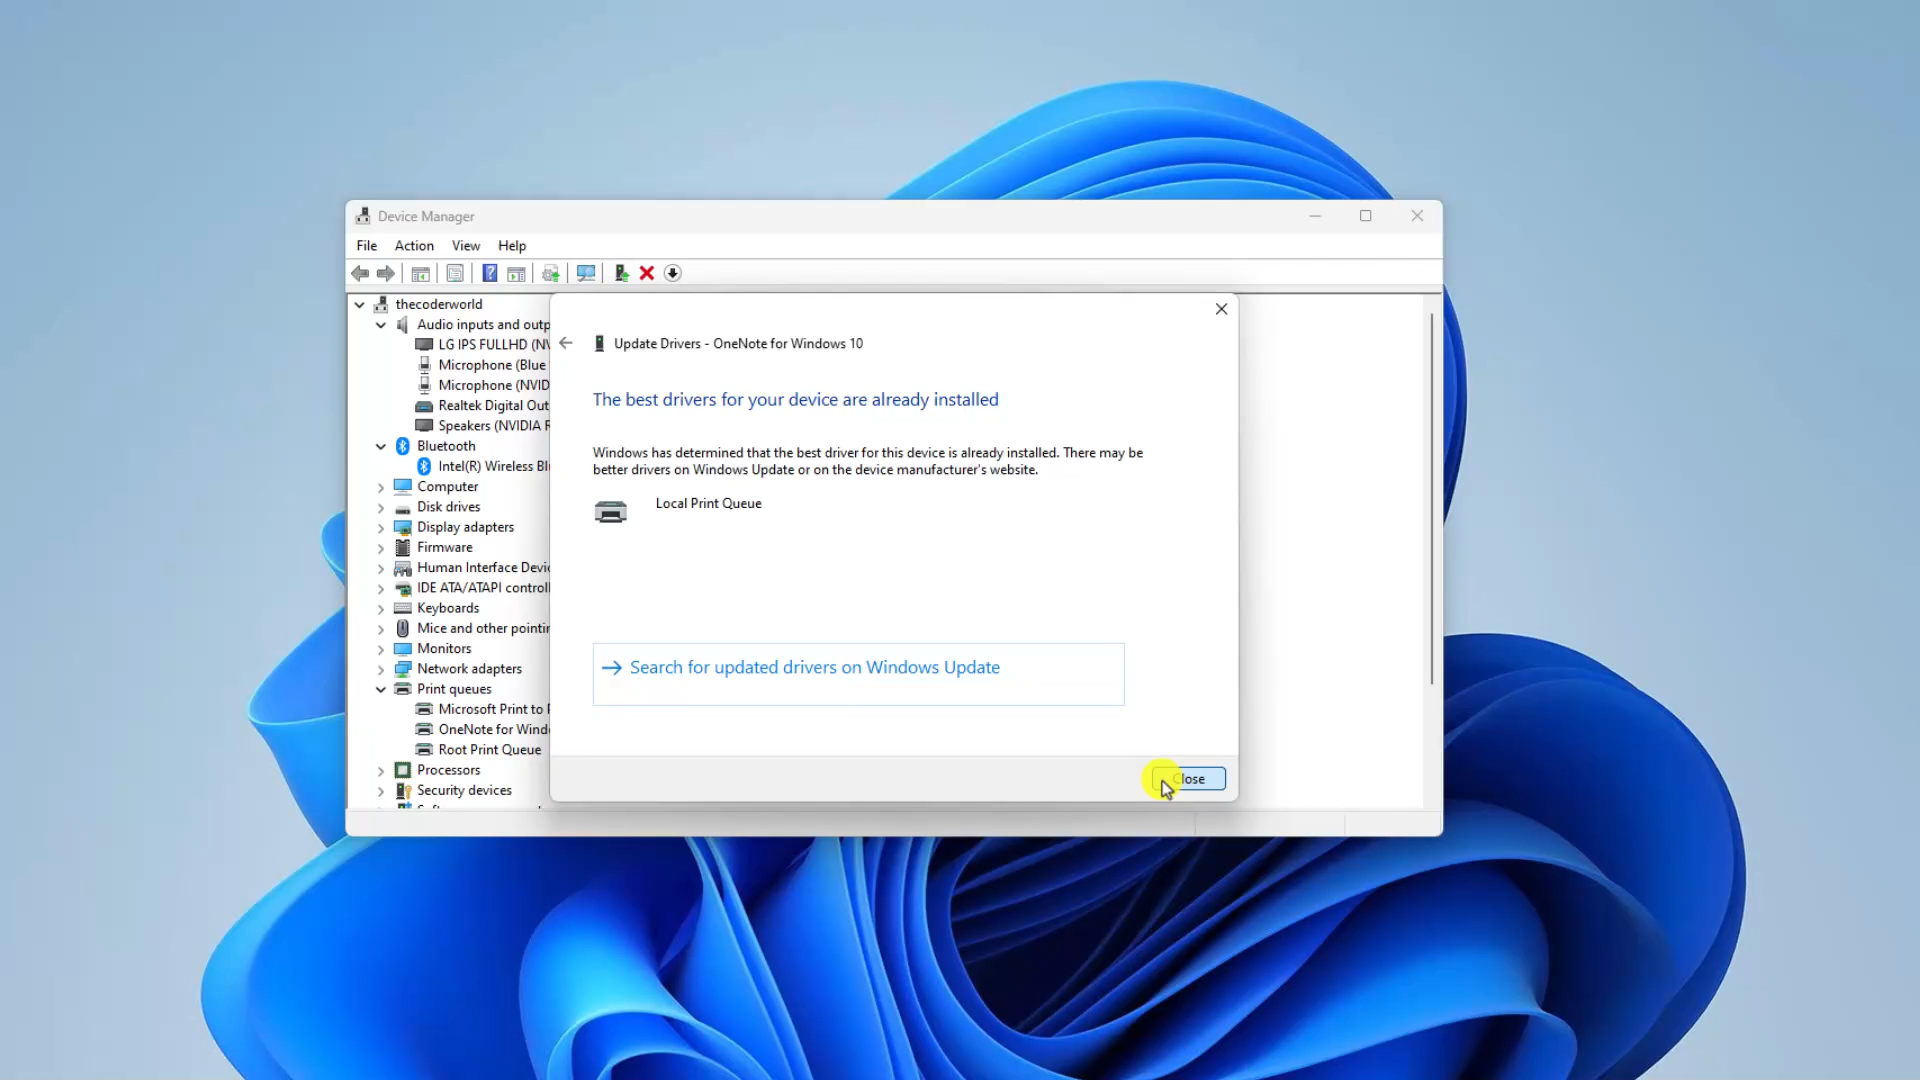 Device Manager
File Action View Help
thecoderworld
Audio inputs and outp
LG IPS FULLHD (NV
Microphone (Blue
Microphone (NVID
Realtek Digital Out
Speakers (NVIDIA R
Bluetooth
Intel(R) Wireless Bl
Computer
Disk drives
Display adapters
Firmware
Human Interface Devic
IDE ATA/ATAPI controll
Keyboards
Mice and other pointin
Monitors
Network adapters
Print queues
Microsoft Print to P
OneNote for Windo
Root Print Queue
Processors
Security devices
Update Drivers - OneNote for Windows 10
The best drivers for your device are already installed
Windows has determined that the best driver for this device is already installed. There may be
better drivers on Windows Update or on the device manufacturer's website.
Local Print Queue
Search for updated drivers on Windows Update
Close